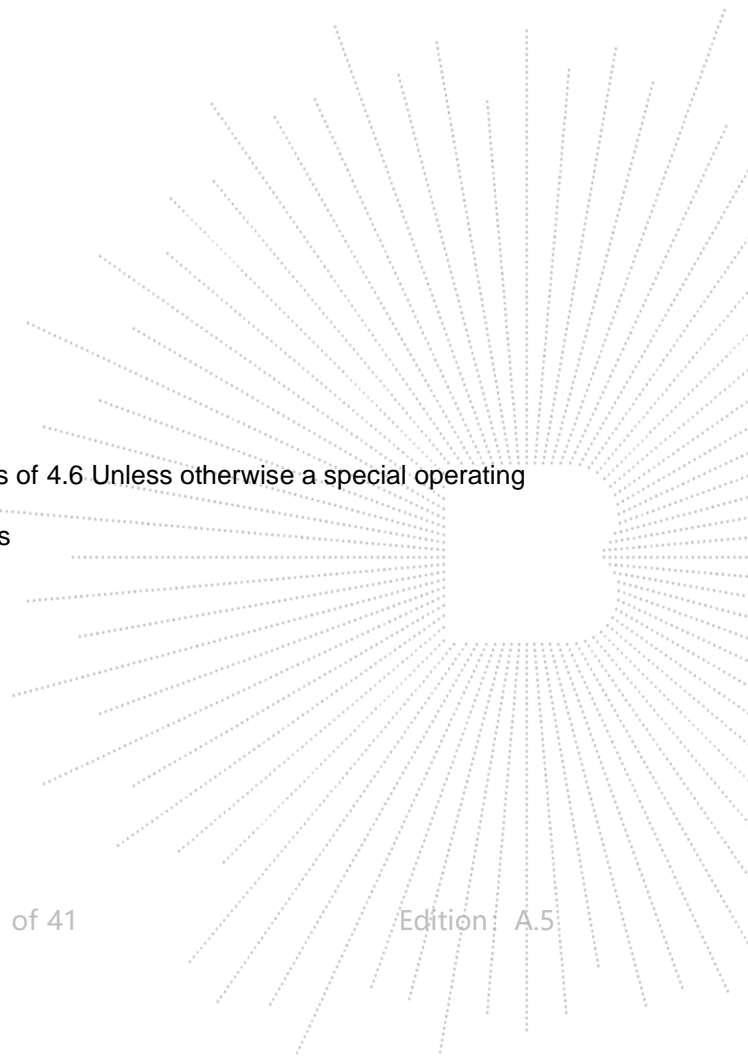 s of 4.6 Unless otherwise a special operating
s
of 41 Edition: A.5